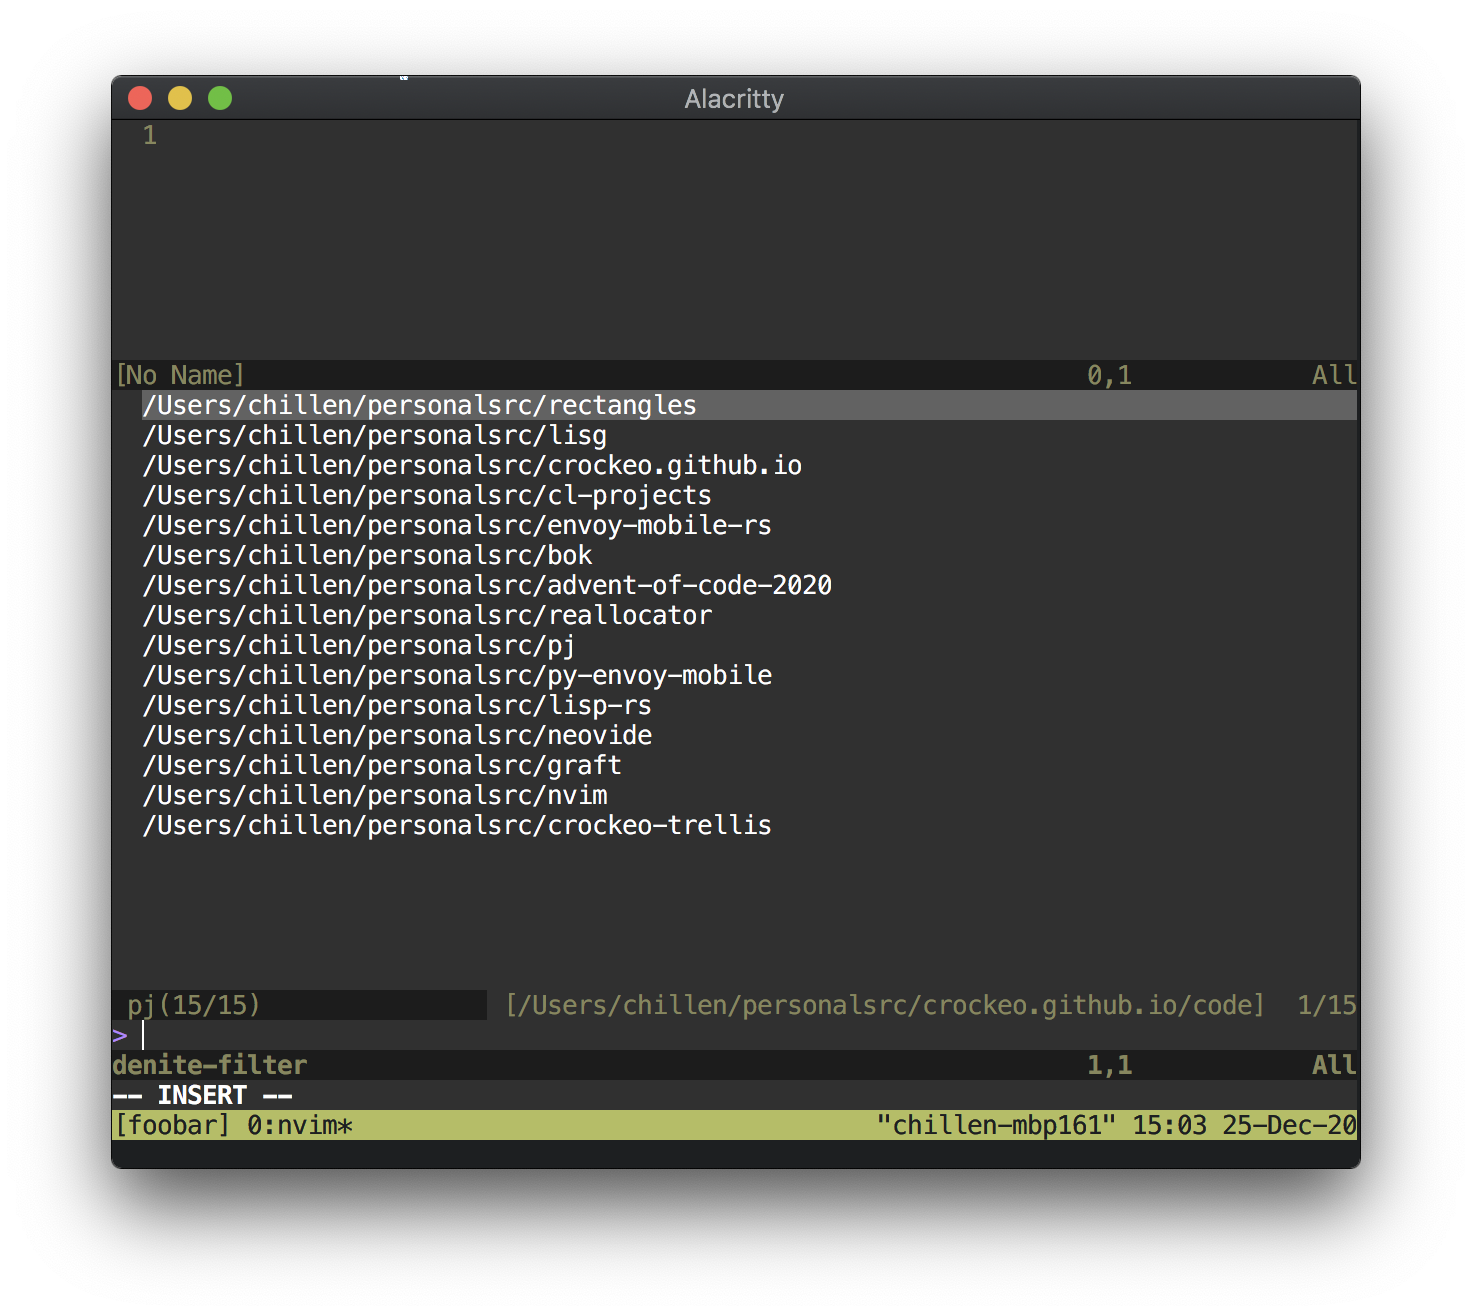 Alacritty
1
[No Name] 0,1 All
/Users/chillen/personalsrc/rectangles
/Users/chillen/personalsrc/lisg
/Users/chillen/personalsrc/crockeo.github.io
/Users/chillen/personalsrc/cl-projects
/Users/chillen/personalsrc/envoy-mobile-rs
/Users/chillen/personalsrc/bok
/Users/chillen/personalsrc/advent-of-code-2020
/Users/chillen/personalsrc/reallocator
/Users/chillen/personalsrc/pj
/Users/chillen/personalsrc/py-envoy-mobile
/Users/chillen/personalsrc/lisp-rs
/Users/chillen/personalsrc/neovide
/Users/chillen/personalsrc/graft
/Users/chillen/personalsrc/nvim
/Users/chillen/personalsrc/crockeo-trellis
pj(15/15) [/Users/chillen/personalsrc/crockeo.github.io/code] 1/15
>
denite-filter 1,1 All
-- INSERT --
[foobar] 0:nvim* "chillen-mbp161" 15:03 25-Dec-20